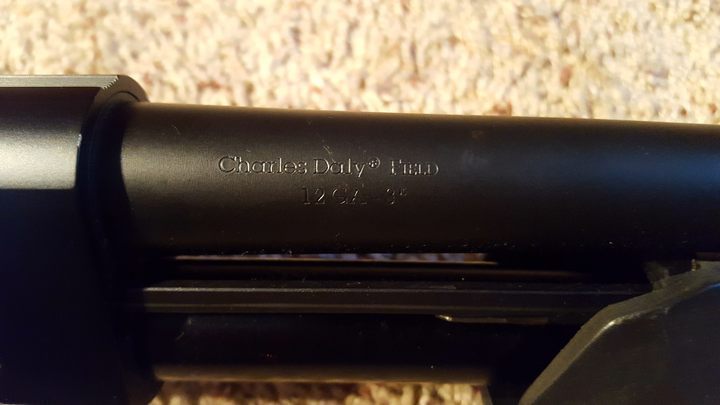 Charles Daly® FIELD
12 GA - 3"